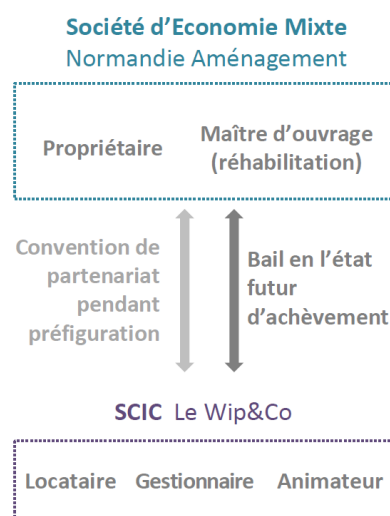 Société d'Economie Mixte
Normandie Aménagement
Propriétaire
Maître d'ouvrage
(réhabilitation)
Convention de
partenariat
pendant
préfiguration
Bail en l'état
futur
d'achèvement
SCIC Le Wip&Co
Locataire Gestionnaire Animateur